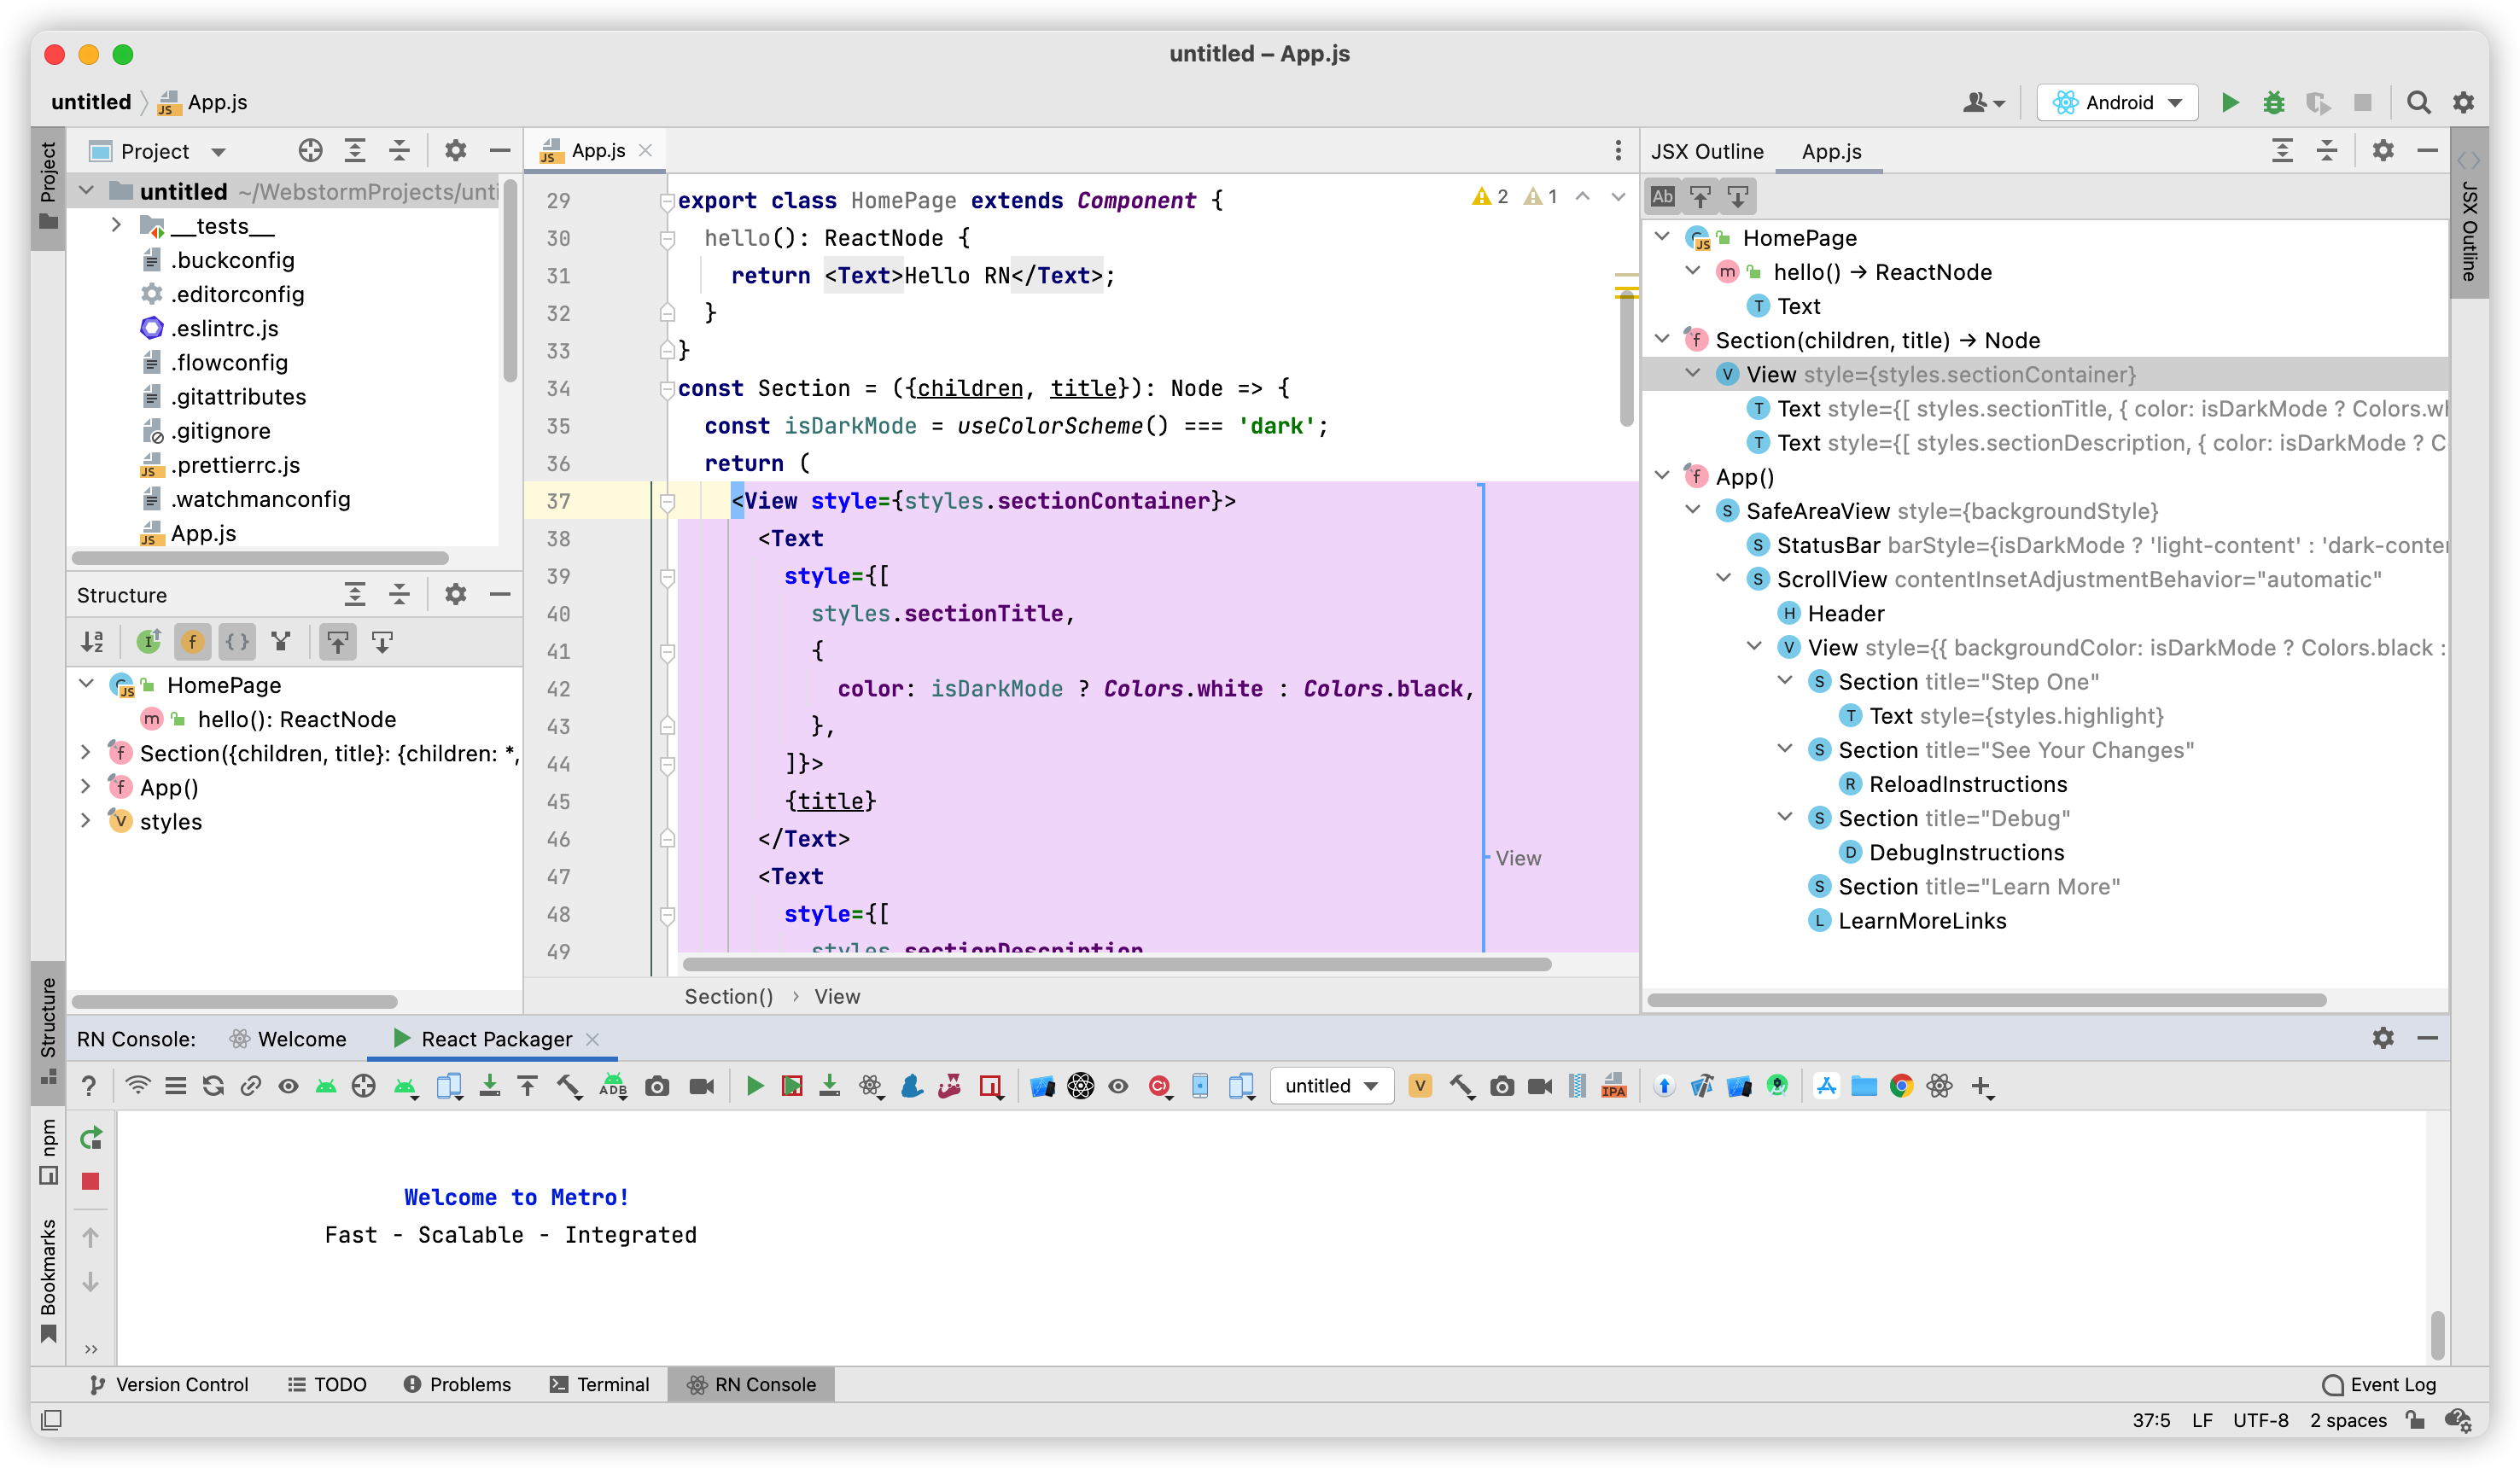 untitled – App.js
untitled App.js
Android
Project
Project
App.js
JSX Outline App.js
untitled ~/WebstormProjects/unti
__tests__
.buckconfig
.editorconfig
.eslintrc.js
.flowconfig
.gitattributes
.gitignore
.prettierrc.js
.watchmanconfig
App.js
Structure
HomePage
hello(): ReactNode
Section({children, title}: {children: *,
App()
styles
2 1
29 export class HomePage extends Component {
30 hello(): ReactNode {
31 return <Text>Hello RN</Text>;
32 }
33 }
34 const Section = ({children, title}): Node => {
35 const isDarkMode = useColorScheme() === 'dark';
36 return (
37 <View style={styles.sectionContainer}>
38 <Text
39 style={[
40 styles.sectionTitle,
41 {
42 color: isDarkMode ? Colors.white : Colors.black,
43 },
44 ]}>
45 {title}
46 </Text>
47 <Text
48 style={[
49 styles.sectionDescription
View
Section() › View
Ab
HomePage
hello() → ReactNode
Text
Section(children, title) → Node
View style={styles.sectionContainer}
Text style={[ styles.sectionTitle, { color: isDarkMode ? Colors.wh
Text style={[ styles.sectionDescription, { color: isDarkMode ? C
App()
SafeAreaView style={backgroundStyle}
StatusBar barStyle={isDarkMode ? 'light-content' : 'dark-conte
ScrollView contentInsetAdjustmentBehavior="automatic"
Header
View style={{ backgroundColor: isDarkMode ? Colors.black :
Section title="Step One"
Text style={styles.highlight}
Section title="See Your Changes"
ReloadInstructions
Section title="Debug"
DebugInstructions
Section title="Learn More"
LearnMoreLinks
JSX Outline
Structure
npm
Bookmarks
RN Console: Welcome React Packager
ADB
untitled
IPA
Welcome to Metro!
Fast - Scalable - Integrated
Version Control TODO Problems Terminal RN Console Event Log
37:5 LF UTF-8 2 spaces